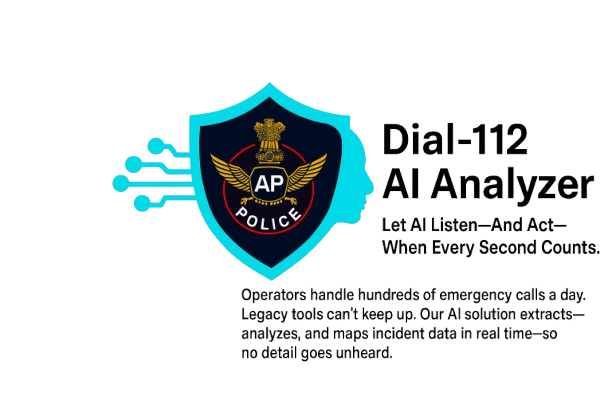 AP
POLICE
Dial-112
AI Analyzer
Let AI Listen—And Act—
When Every Second Counts.
Operators handle hundreds of emergency calls a day.
Legacy tools can't keep up. Our AI solution extracts—
analyzes, and maps incident data in real time—so
no detail goes unheard.